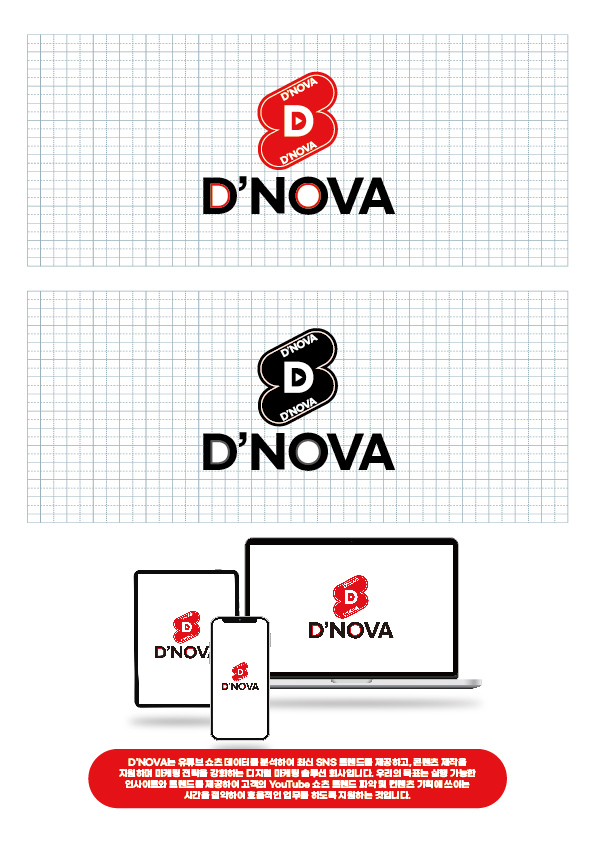 D'NOVA
D
D'NOVA
D'NOVA
D'NOVA
D
D'NOVA
D'NOVA
D
D'NOVA
D
D'NOVA
D
D'NOVA
D'NOVA는 유튜브 쇼츠 데이터를 분석하여 최신 SNS 트렌드를 제공하고, 콘텐츠 제작을
지원하며 마케팅 전략을 강화하는 디지털 마케팅 솔루션 회사입니다. 우리의 목표는 실행 가능한
인사이트와 트렌드를 제공하여 고객의 YouTube 쇼츠 트렌드 파악 및 컨텐츠 기획에 쓰이는
시간을 절약하여 효율적인 업무를 하도록 지원하는 것입니다.